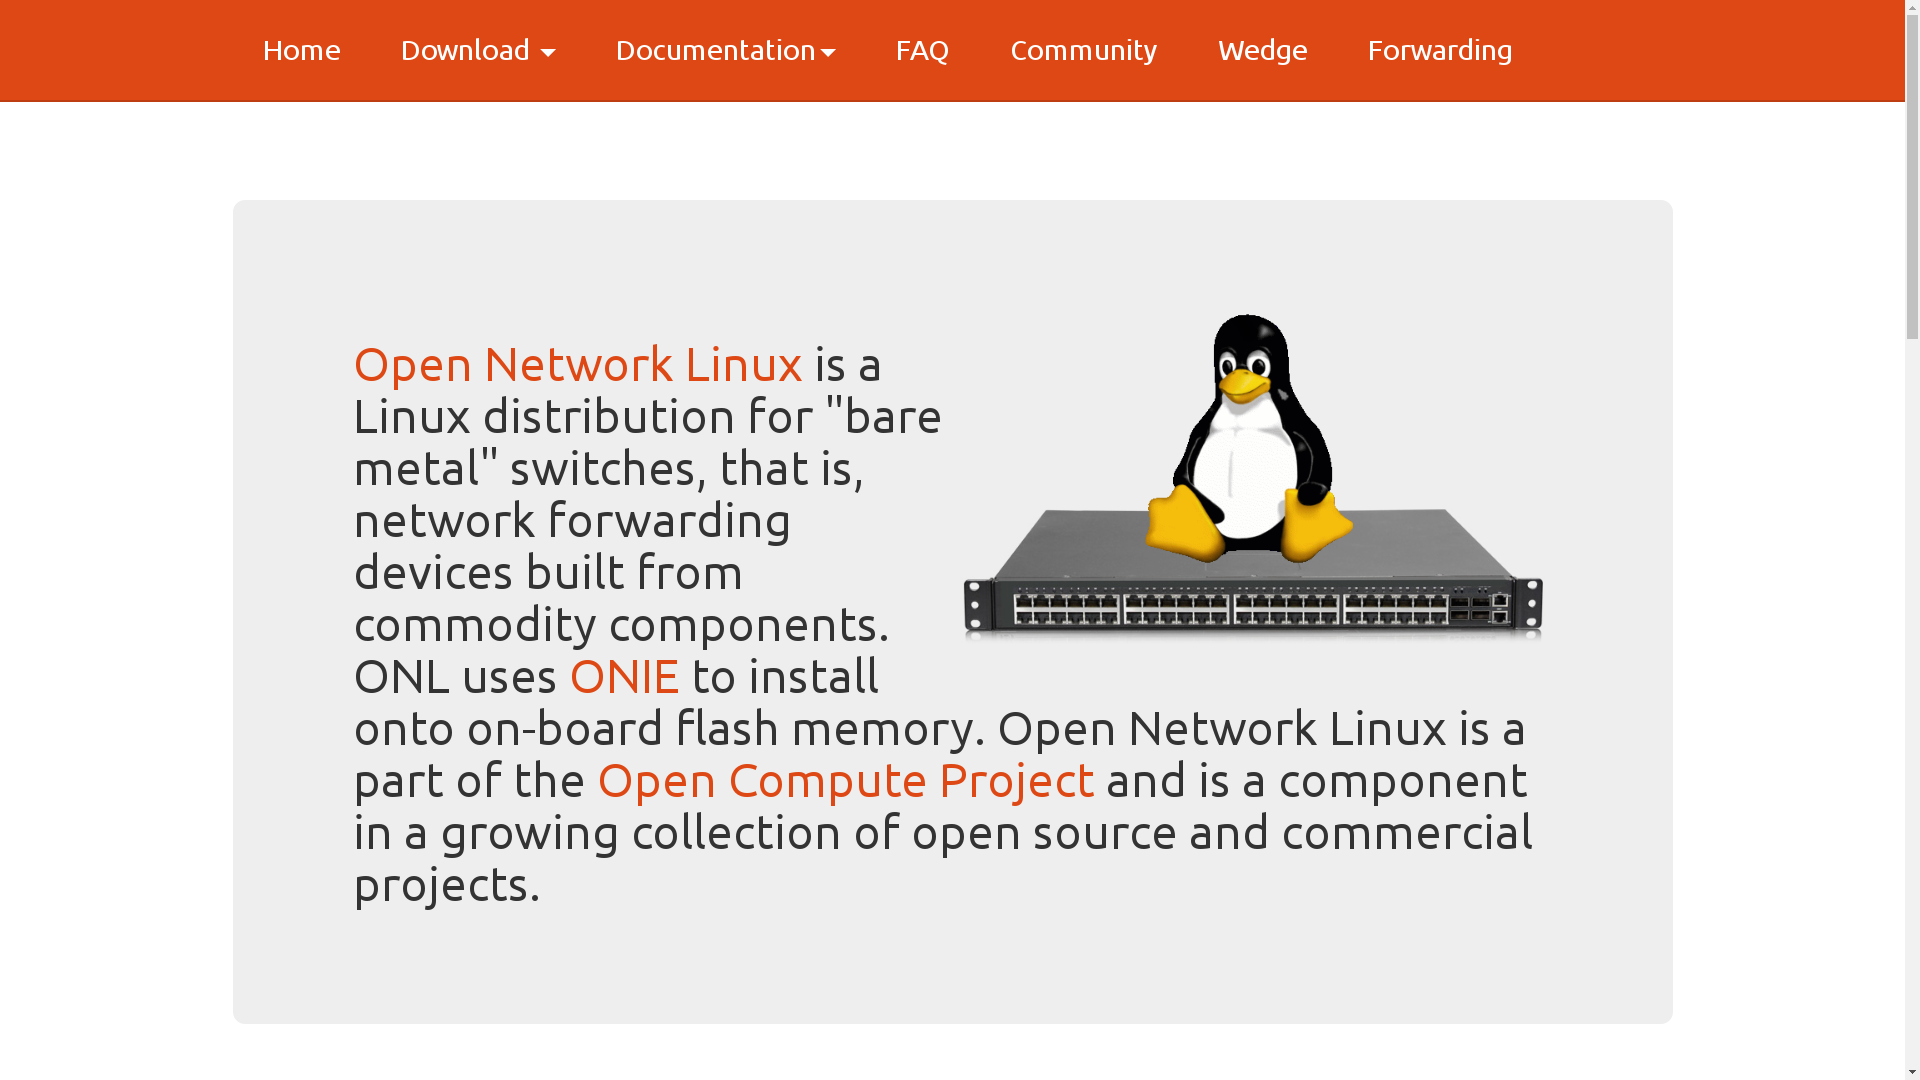 Home Download Documentation FAQ Community Wedge Forwarding
Open Network Linux is a
Linux distribution for "bare
metal" switches, that is,
network forwarding
devices built from
commodity components.
ONL uses ONIE to install
onto on-board flash memory. Open Network Linux is a
part of the Open Compute Project and is a component
in a growing collection of open source and commercial
projects.